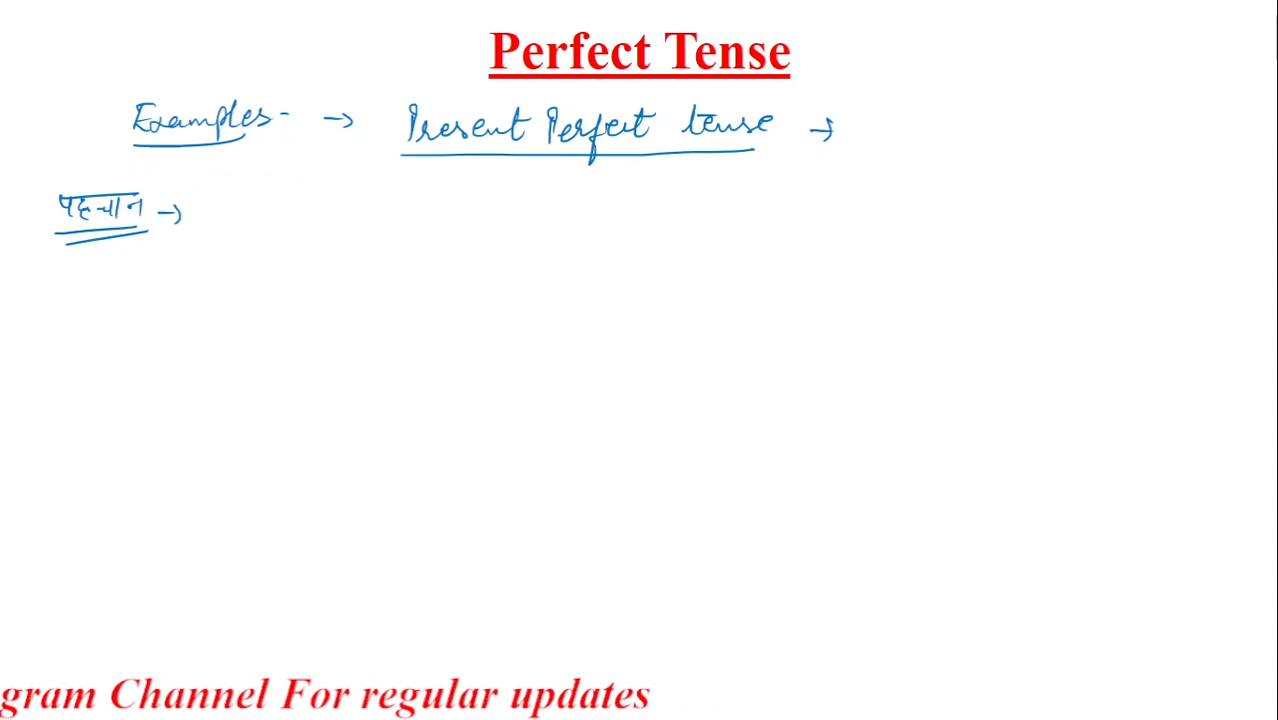 Perfect Tense
Examples- → Present Perfect tense →
पहचान →
gram Channel For regular updates